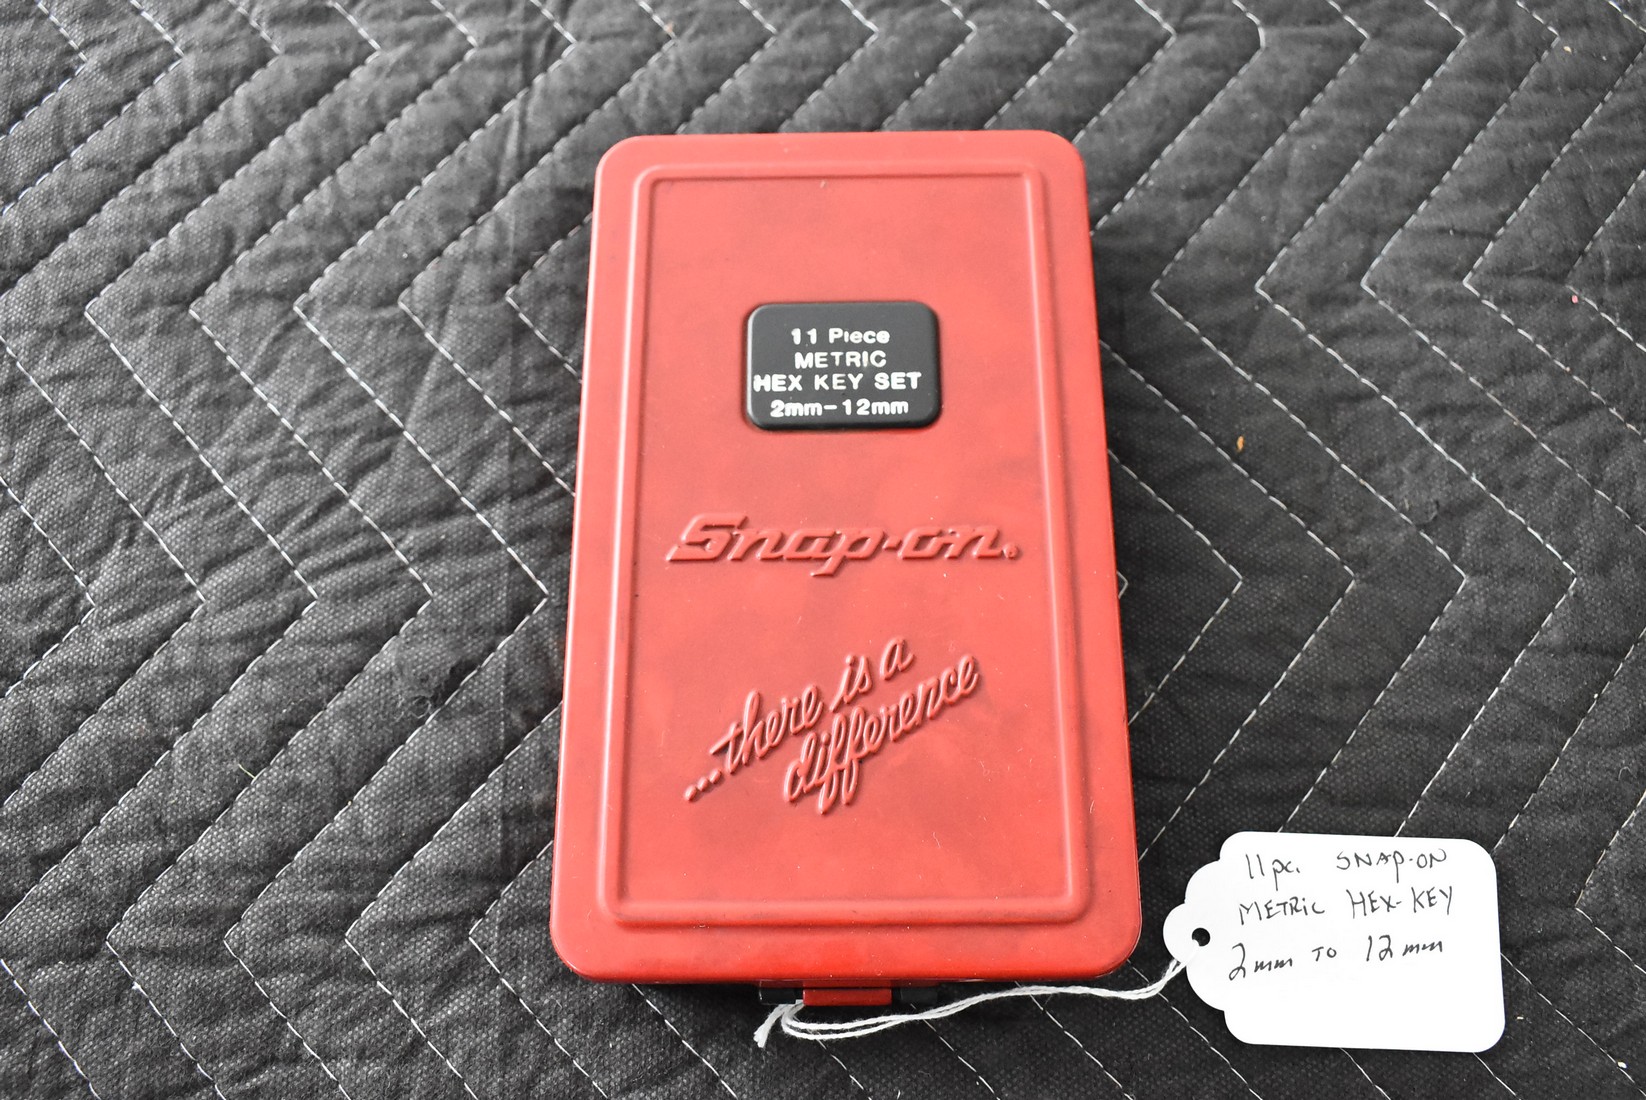 11 Piece
METRIC
HEX KEY SET
2mm-12mm
Snap-on®
...there is a
difference
11pc. SNAP-ON
METRIC HEX-KEY
2mm TO 12mm